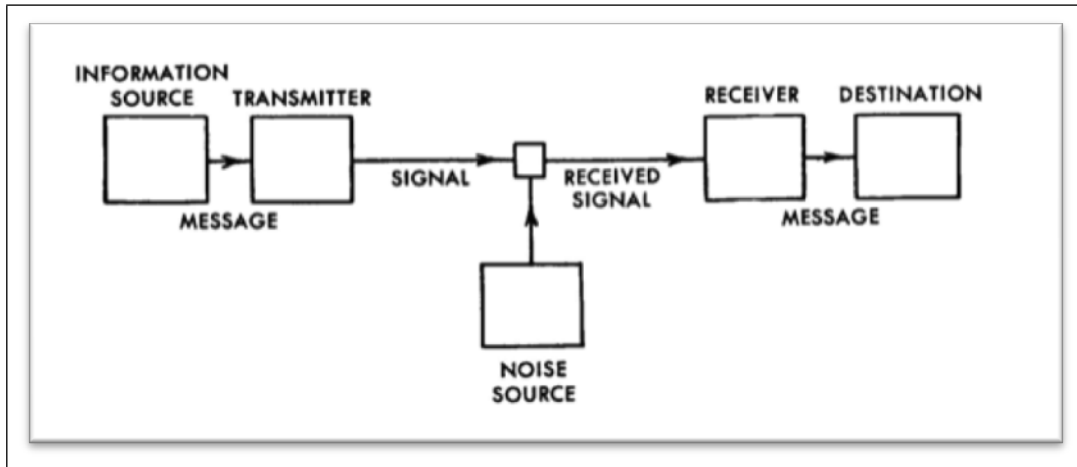 INFORMATION
SOURCE
TRANSMITTER
RECEIVER
DESTINATION
SIGNAL
RECEIVED
SIGNAL
MESSAGE
MESSAGE
NOISE
SOURCE